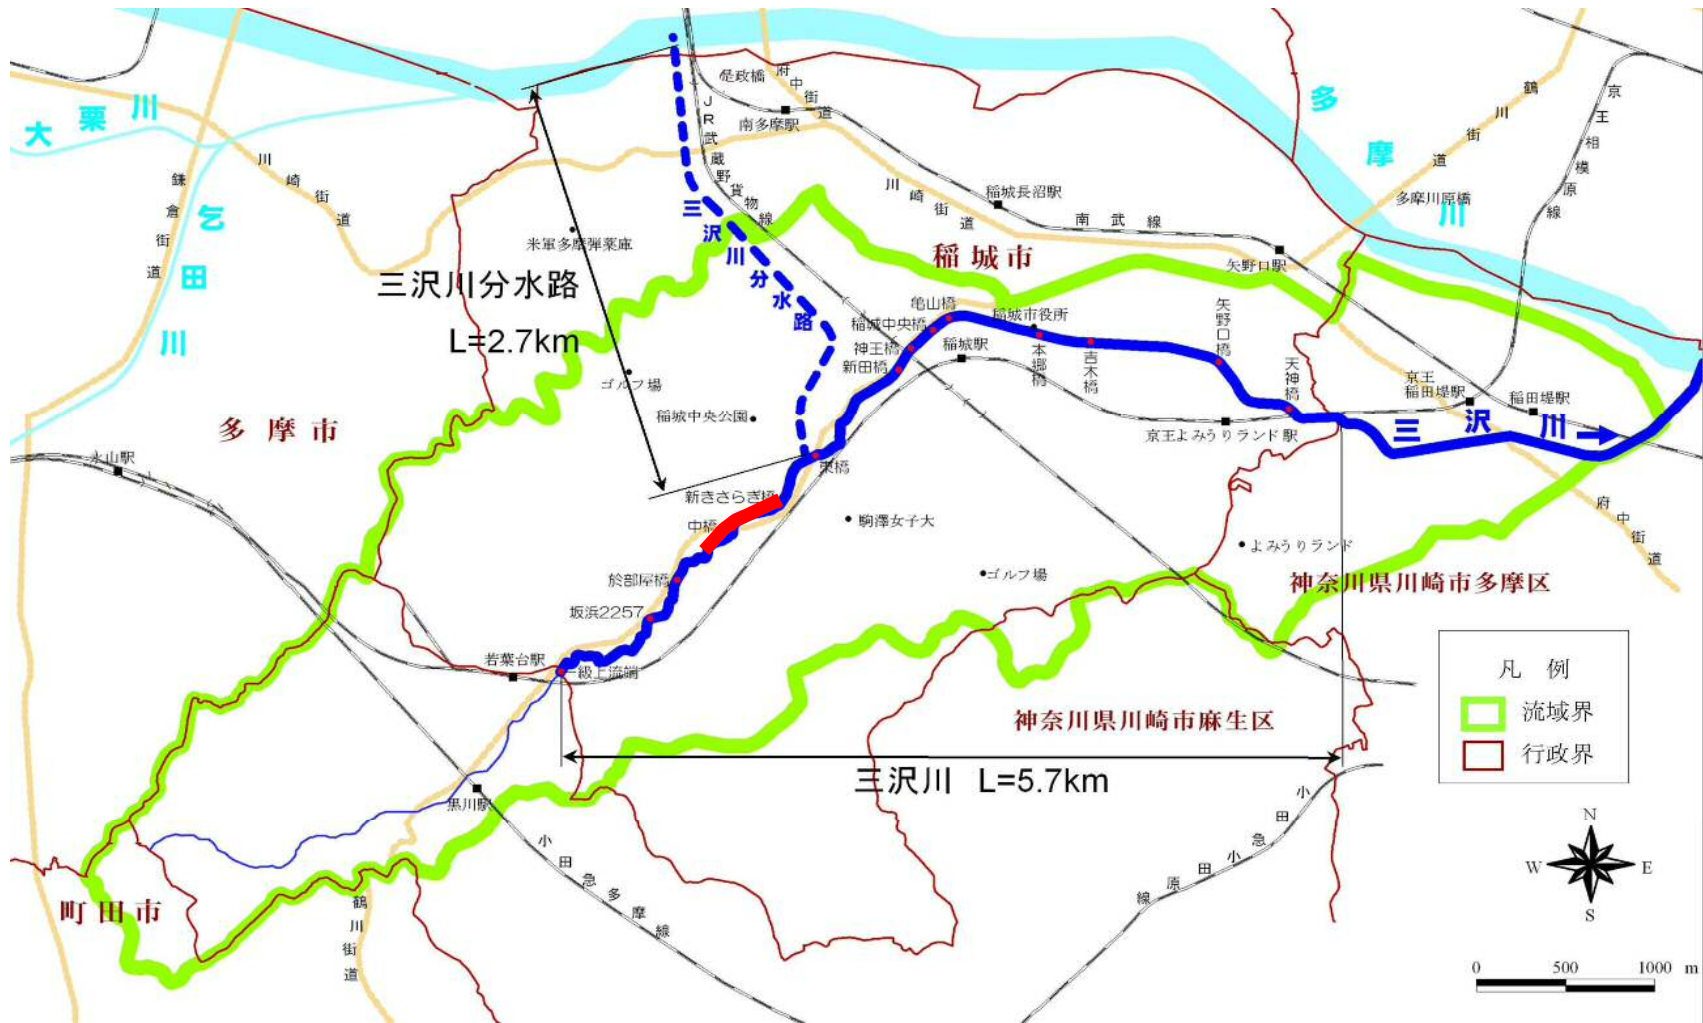 大栗川
乞田川
鎌倉街道
川崎街道
多摩市
永山駅
町田市
是政橋
府中街道
JR武蔵野貨物線
南多摩駅
川崎街道
稲城長沼駅
南武線
稲城市
矢野口駅
多摩川
多摩川原橋
鶴川街道
京王相模原線
米軍多摩弾薬庫
三沢川分水路
三沢川分水路
L=2.7km
ゴルフ場
稲城中央公園
亀山橋
稲城中央橋
神王橋
新田橋
稲城市役所
稲城駅
本郷橋
吉木橋
矢野口橋
天神橋
京王よみうりランド駅
京王
稲田堤駅
稲田堤駅
三沢川
東橋
新きさらぎ橋
中橋
於部屋橋
坂浜2257
一級上流端
若葉台駅
黒川駅
駒澤女子大
ゴルフ場
よみうりランド
府中街道
神奈川県川崎市多摩区
神奈川県川崎市麻生区
三沢川 L=5.7km
小田急多摩線
小田急小田原線
鶴川街道
凡例
流域界
行政界
N
W
E
S
0 500 1000 m